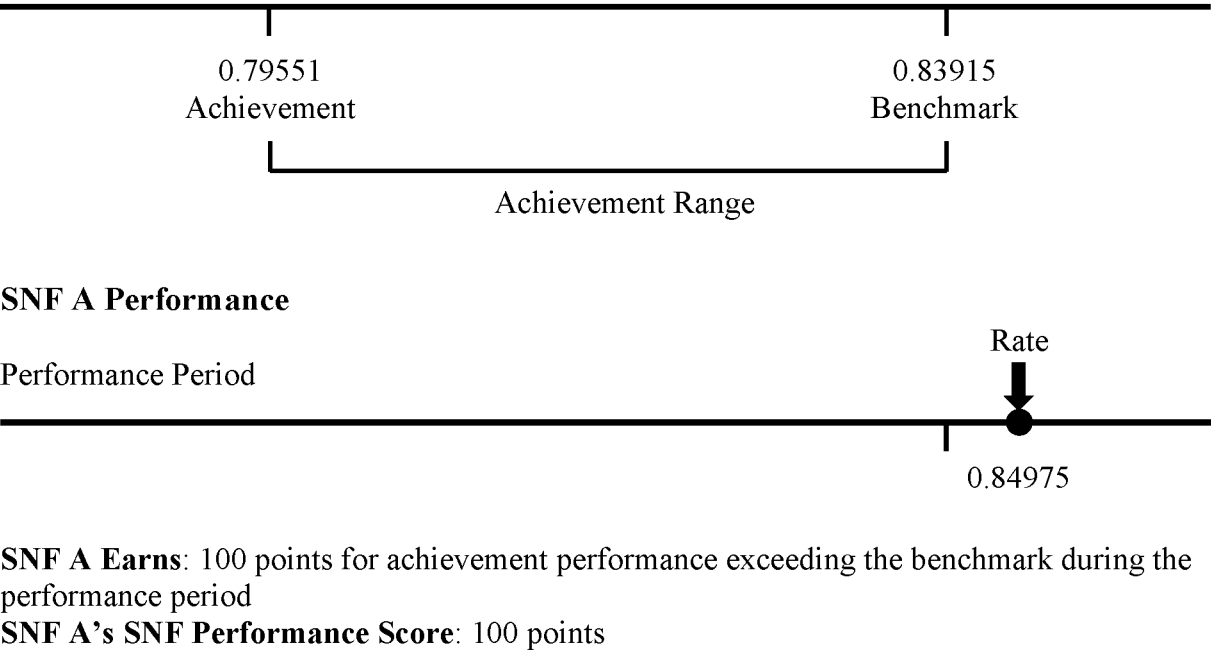 0.79551 0.83915
Achievement Benchmark
Achievement Range
SNF A Performance
Rate
Performance Period
0.84975
SNF A Earns: 100 points for achievement performance exceeding the benchmark during the
performance period
SNF A’s SNF Performance Score: 100 points